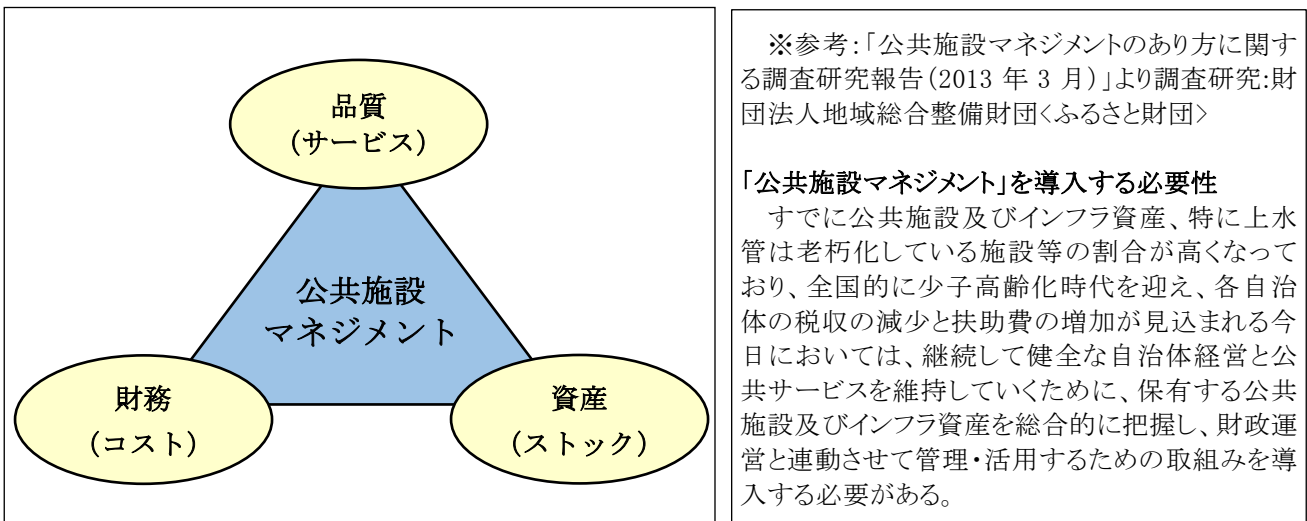 品質
(サービス)
公共施設
マネジメント
財務
(コスト)
資産
(ストック)
※参考:「公共施設マネジメントのあり方に関す
る調査研究報告(2013 年 3 月)」より調査研究:財
団法人地域総合整備財団<ふるさと財団>
「公共施設マネジメント」を導入する必要性
すでに公共施設及びインフラ資産、特に上水
管は老朽化している施設等の割合が高くなって
おり、全国的に少子高齢化時代を迎え、各自治
体の税収の減少と扶助費の増加が見込まれる今
日においては、継続して健全な自治体経営と公
共サービスを維持していくために、保有する公共
施設及びインフラ資産を総合的に把握し、財政運
営と連動させて管理・活用するための取組みを導
入する必要がある。